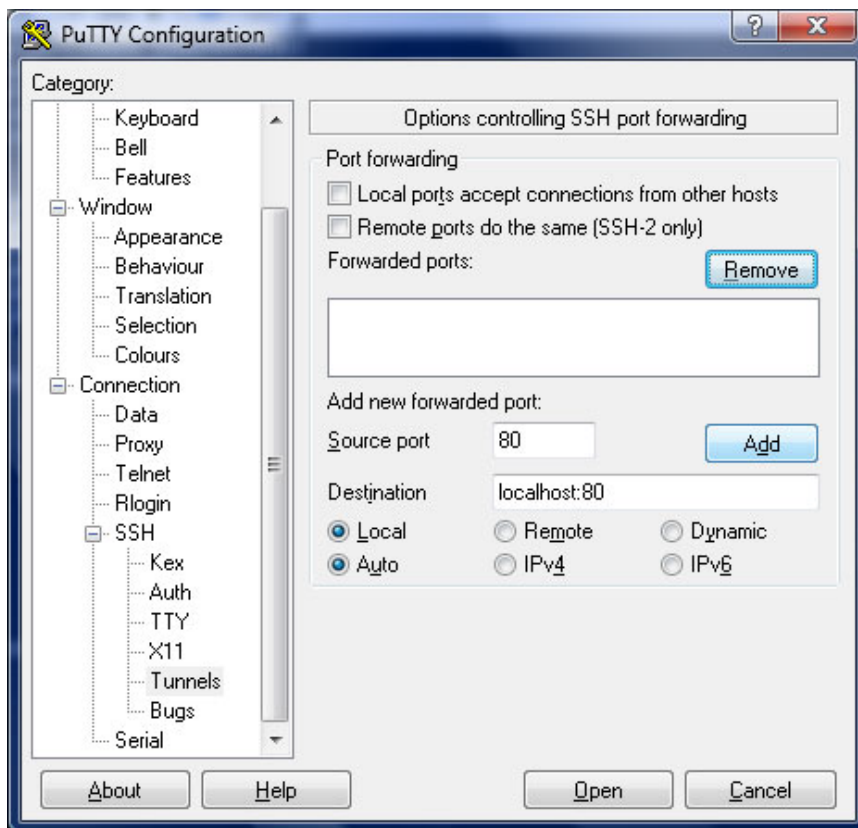 PuTTY Configuration
Category:
Keyboard
Bell
Features
Window
Appearance
Behaviour
Translation
Selection
Colours
Connection
Data
Proxy
Telnet
Rlogin
SSH
Kex
Auth
TTY
X11
Tunnels
Bugs
Serial
Options controlling SSH port forwarding
Port forwarding
Local ports accept connections from other hosts
Remote ports do the same (SSH-2 only)
Forwarded ports: Remove
Add new forwarded port:
Source port 80 Add
Destination localhost:80
Local Remote Dynamic
Auto IPv4 IPv6
About Help Open Cancel